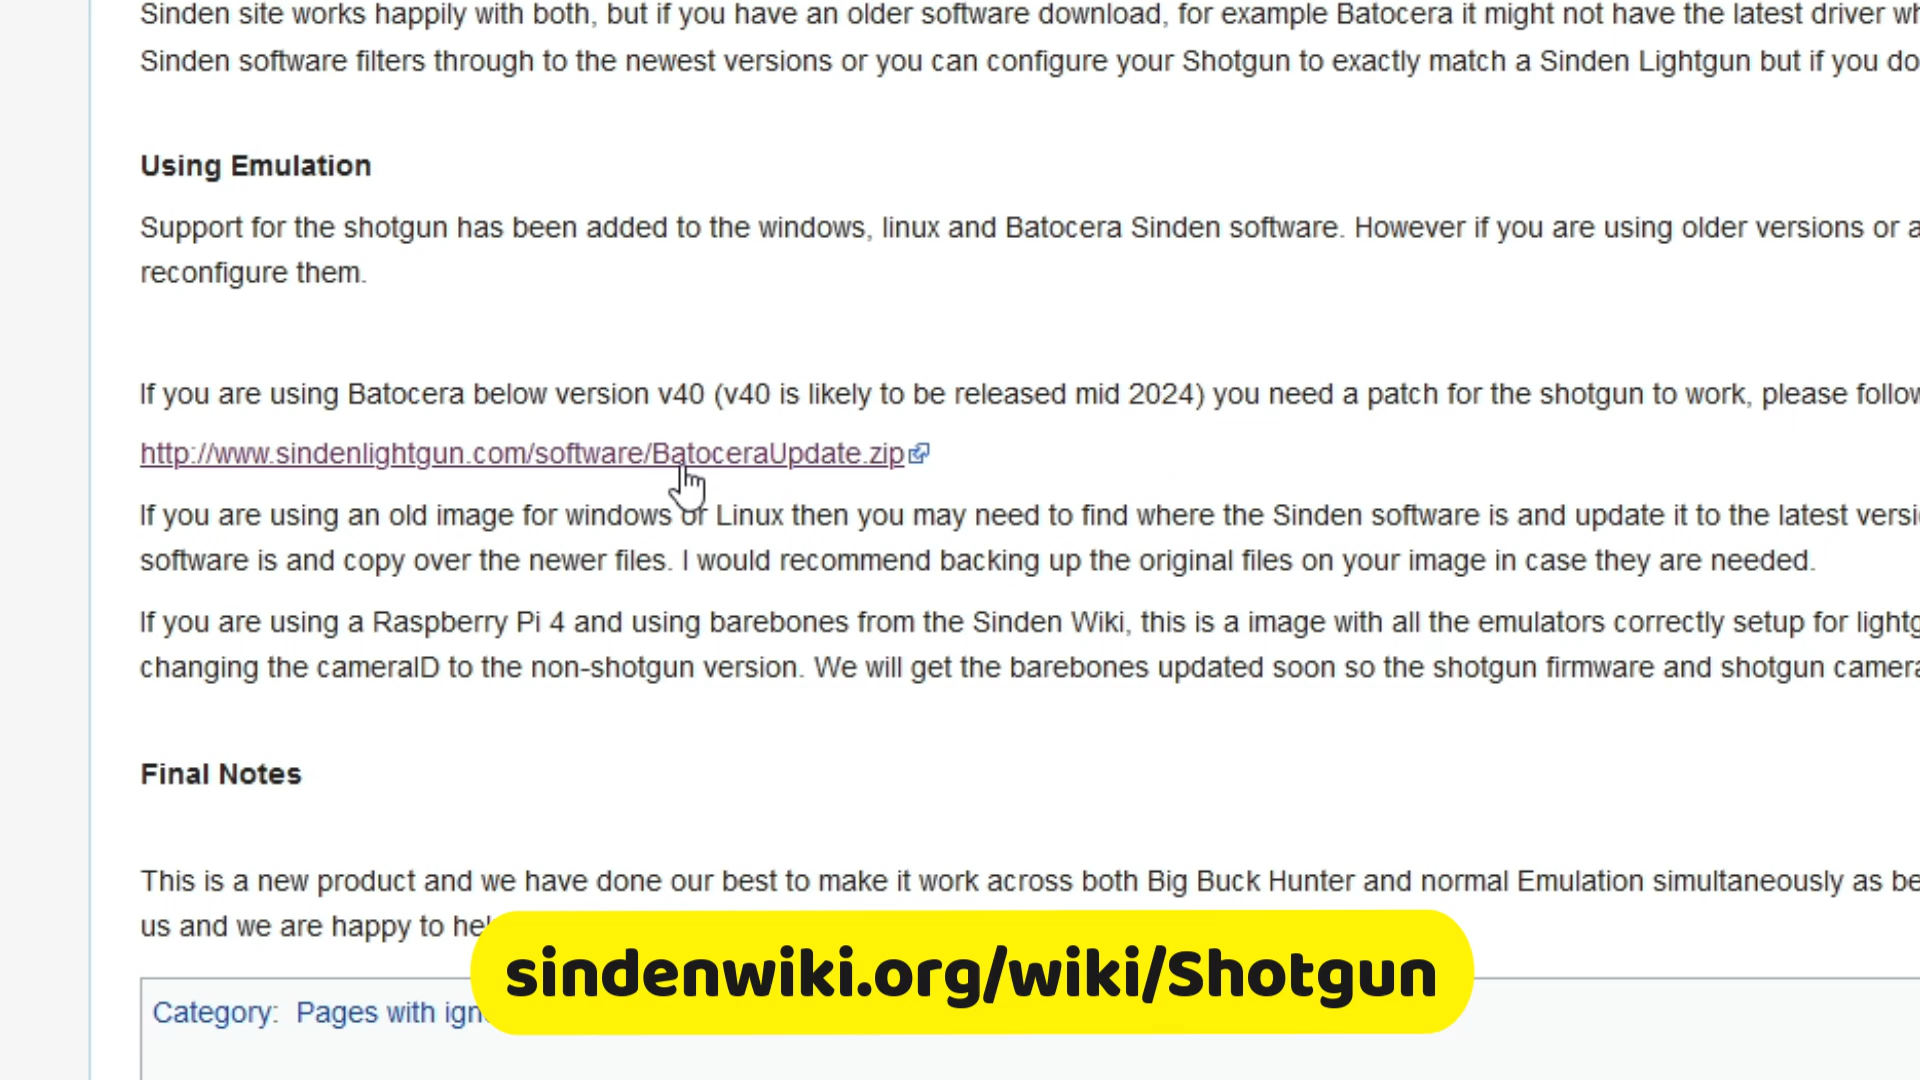 Sinden site works happily with both, but if you have an older software download, for example Batocera it might not have the latest driver
Sinden software filters through to the newest versions or you can configure your Shotgun to exactly match a Sinden Lightgun but if you do
Using Emulation
Support for the shotgun has been added to the windows, linux and Batocera Sinden software. However if you are using older versions or
reconfigure them.
If you are using Batocera below version v40 (v40 is likely to be released mid 2024) you need a patch for the shotgun to work, please follow
http://www.sindenlightgun.com/software/BatoceraUpdate.zip
If you are using an old image for windows or Linux then you may need to find where the Sinden software is and update it to the latest
software is and copy over the newer files. I would recommend backing up the original files on your image in case they are needed.
If you are using a Raspberry Pi 4 and using barebones from the Sinden Wiki, this is a image with all the emulators correctly setup for
changing the cameraID to the non-shotgun version. We will get the barebones updated soon so the shotgun firmware and shotgun camera
Final Notes
This is a new product and we have done our best to make it work across both Big Buck Hunter and normal Emulation simultaneously as
us and we are happy to
sindenwiki.org/wiki/Shotgun
Category: Pages with